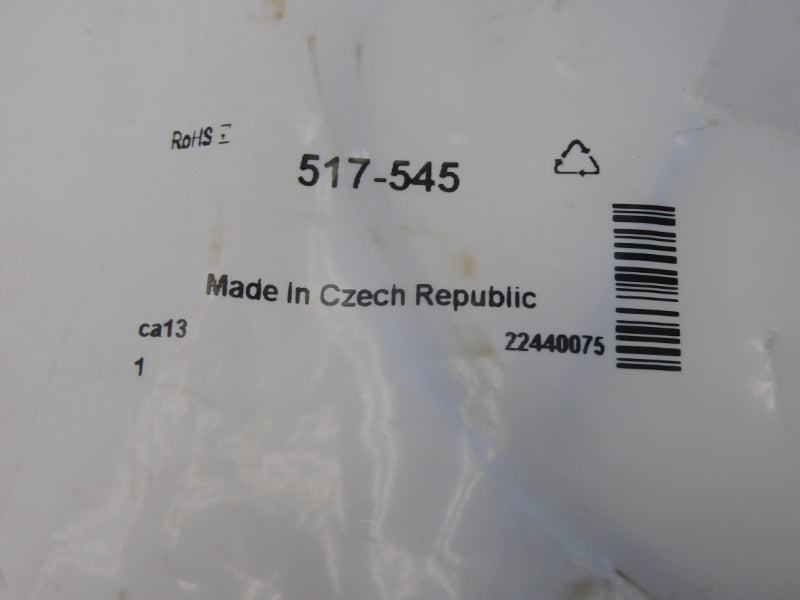 RoHS
517-545
Made in Czech Republic
ca13
22440075
1